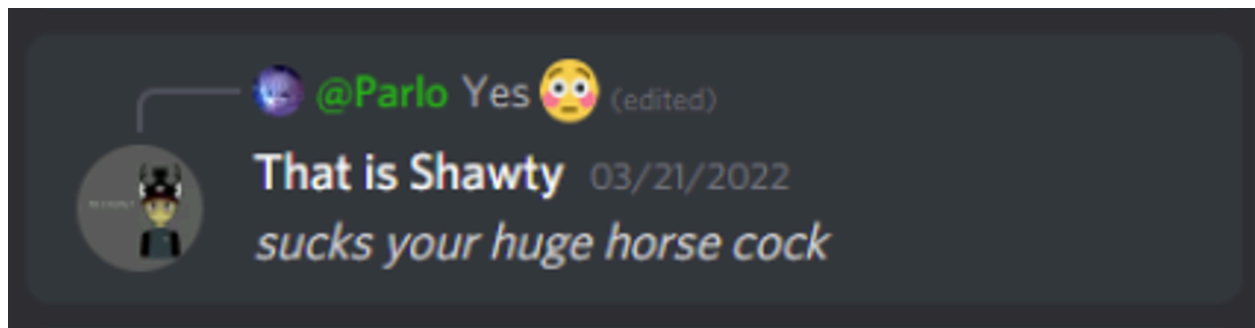 @Parlo Yes 😳 (edited)
That is Shawty 03/21/2022
sucks your huge horse cock